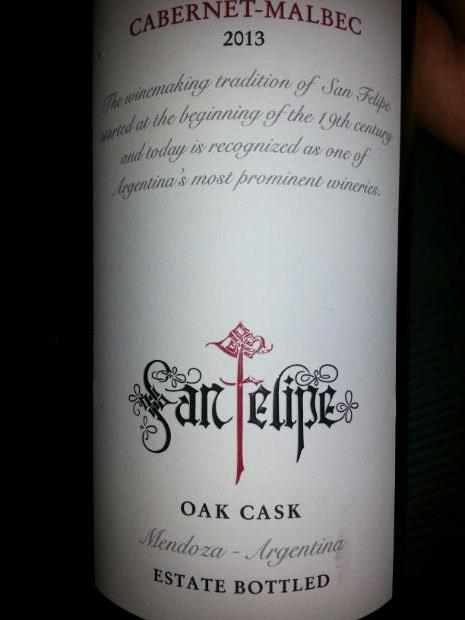 CABERNET-MALBEC
2013
The winemaking tradition of San Felipe
started at the beginning of the 19th century
and today is recognized as one of
Argentina's most prominent wineries.
San Felipe
OAK CASK
Mendoza - Argentina
ESTATE BOTTLED